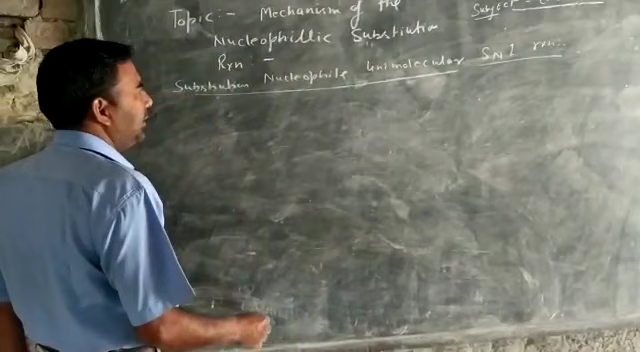 Topic:- Mechanism of the
Subject -
Nucleophillic Substitution
Rxn:-
Substitution Nucleophile Unimolecular SN1 rxn:-